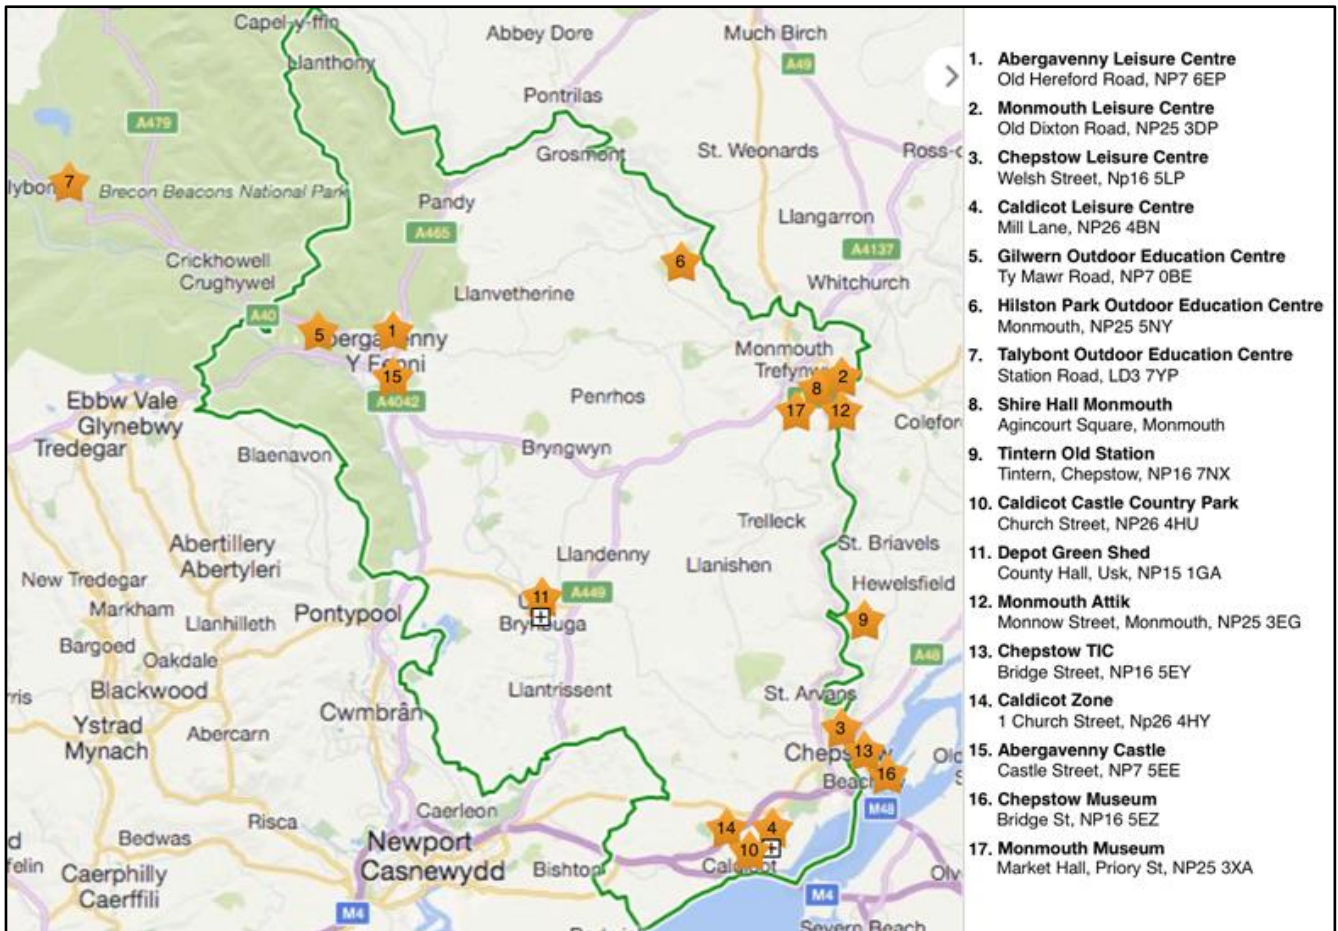 Capel-y-ffin
Abbey Dore
Much Birch
Llanthony
A49
Pontrilas
A479
Grosmont
St. Weonards
Ross-c
lybon
7
Brecon Beacons National Park
Pandy
Llangarron
A465
A4137
Crickhowell
Crughywel
6
Whitchurch
Llanvetherine
A40
5
1
bergavenny
Y Fenni
Monmouth
Trefynwy
15
2
8
Ebbw Vale
Glynebwy
A4042
Penrhos
17
12
Coleford
Tredegar
Blaenavon
Bryngwyn
Trelleck
Abertillery
Abertyleri
Llandenny
Llanishen
St. Briavels
New Tredegar
Hewelsfield
Markham
Pontypool
11
A449
Llanhilleth
Brynbuga
9
Bargoed
Oakdale
A48
rris
Blackwood
Llantrissent
St. Arvans
Cwmbrân
Ystrad
Mynach
Abercarn
3
Chepstow
13
Old
Beachley
16
S
Caerleon
M48
Risca
14
4
d
Bedwas
Newport
Casnewydd
10
felin
Caerphilly
Caerffili
Bishton
Caldicot
Olv
M4
M4
Severn Beach
1. Abergavenny Leisure Centre
Old Hereford Road, NP7 6EP
2. Monmouth Leisure Centre
Old Dixton Road, NP25 3DP
3. Chepstow Leisure Centre
Welsh Street, Np16 5LP
4. Caldicot Leisure Centre
Mill Lane, NP26 4BN
5. Gilwern Outdoor Education Centre
Ty Mawr Road, NP7 0BE
6. Hilston Park Outdoor Education Centre
Monmouth, NP25 5NY
7. Talybont Outdoor Education Centre
Station Road, LD3 7YP
8. Shire Hall Monmouth
Agincourt Square, Monmouth
9. Tintern Old Station
Tintern, Chepstow, NP16 7NX
10. Caldicot Castle Country Park
Church Street, NP26 4HU
11. Depot Green Shed
County Hall, Usk, NP15 1GA
12. Monmouth Attik
Monnow Street, Monmouth, NP25 3EG
13. Chepstow TIC
Bridge Street, NP16 5EY
14. Caldicot Zone
1 Church Street, Np26 4HY
15. Abergavenny Castle
Castle Street, NP7 5EE
16. Chepstow Museum
Bridge St, NP16 5EZ
17. Monmouth Museum
Market Hall, Priory St, NP25 3XA